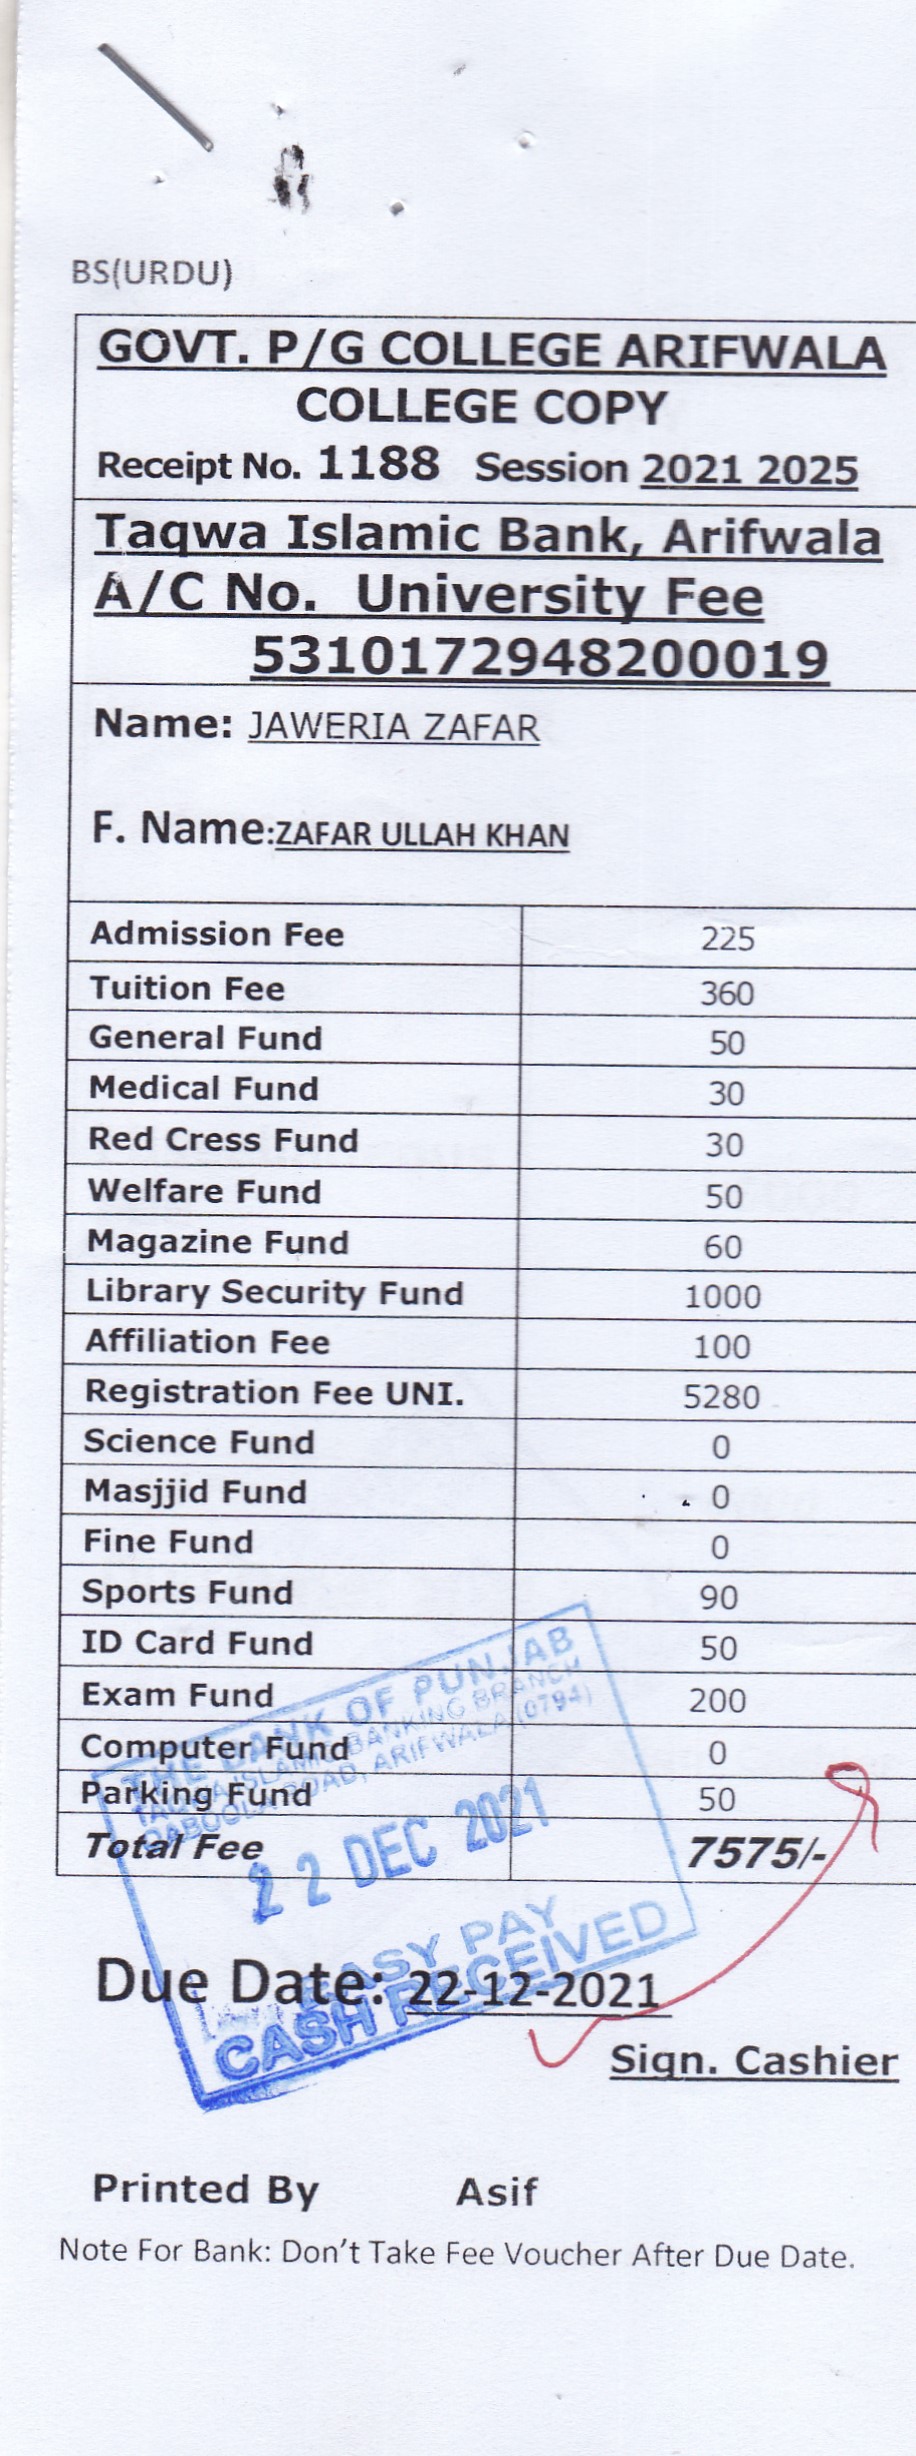 BS(URDU)
GOVT. P/G COLLEGE ARIFWALA
COLLEGE COPY
Receipt No. 1188 Session 2021 2025
Taqwa Islamic Bank, Arifwala
A/C No. University Fee
5310172948200019
Name: JAWERIA ZAFAR
F. Name:ZAFAR ULLAH KHAN
Admission Fee 225
Tuition Fee 360
General Fund 50
Medical Fund 30
Red Cress Fund 30
Welfare Fund 50
Magazine Fund 60
Library Security Fund 1000
Affiliation Fee 100
Registration Fee UNI. 5280
Science Fund 0
Masjjid Fund 0
Fine Fund 0
Sports Fund 90
ID Card Fund 50
Exam Fund 200
Computer Fund 0
Parking Fund 50
Total Fee 7575/-
THE BANK OF PUNJAB
TAQWA ISLAMIC BANKING BRANCH
QABOOLA ROAD, ARIFWALA (0794)
22 DEC 2021
EASY PAY
CASH RECEIVED
Due Date: 22-12-2021
Sign. Cashier
Printed By Asif
Note For Bank: Don't Take Fee Voucher After Due Date.